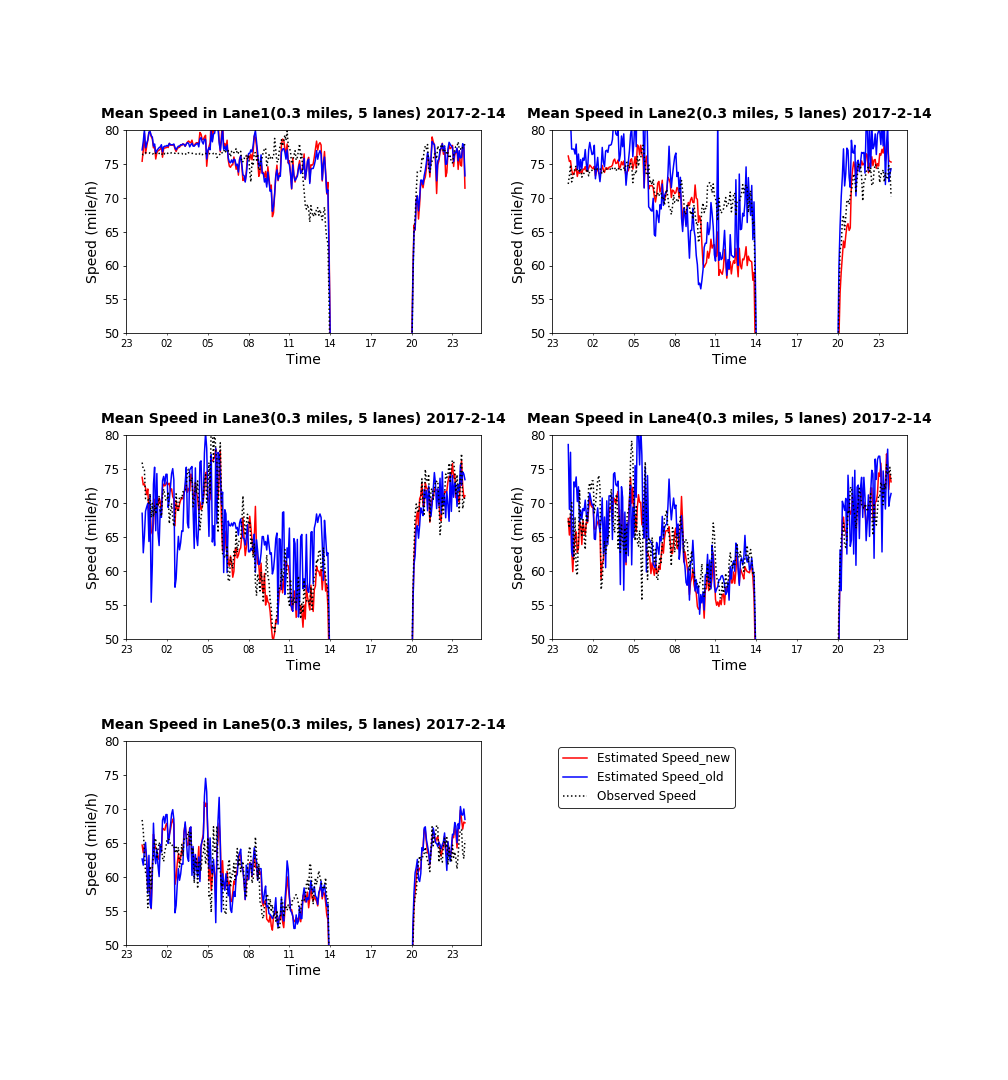 Mean Speed in Lane1(0.3 miles, 5 lanes) 2017-2-14
80
75
70
65
60
55
50
Speed (mile/h)
23 02 05 08 11 14 17 20 23
Time
Mean Speed in Lane2(0.3 miles, 5 lanes) 2017-2-14
80
75
70
65
60
55
50
Speed (mile/h)
23 02 05 08 11 14 17 20 23
Time
Mean Speed in Lane3(0.3 miles, 5 lanes) 2017-2-14
80
75
70
65
60
55
50
Speed (mile/h)
23 02 05 08 11 14 17 20 23
Time
Mean Speed in Lane4(0.3 miles, 5 lanes) 2017-2-14
80
75
70
65
60
55
50
Speed (mile/h)
23 02 05 08 11 14 17 20 23
Time
Mean Speed in Lane5(0.3 miles, 5 lanes) 2017-2-14
80
75
70
65
60
55
50
Speed (mile/h)
23 02 05 08 11 14 17 20 23
Time
Estimated Speed_new
Estimated Speed_old
Observed Speed